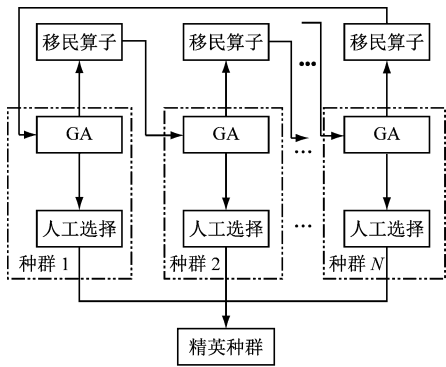 移民算子 移民算子 ••• 移民算子
GA GA ... GA
人工选择 人工选择 ... 人工选择
种群 1 种群 2 种群 N
精英种群